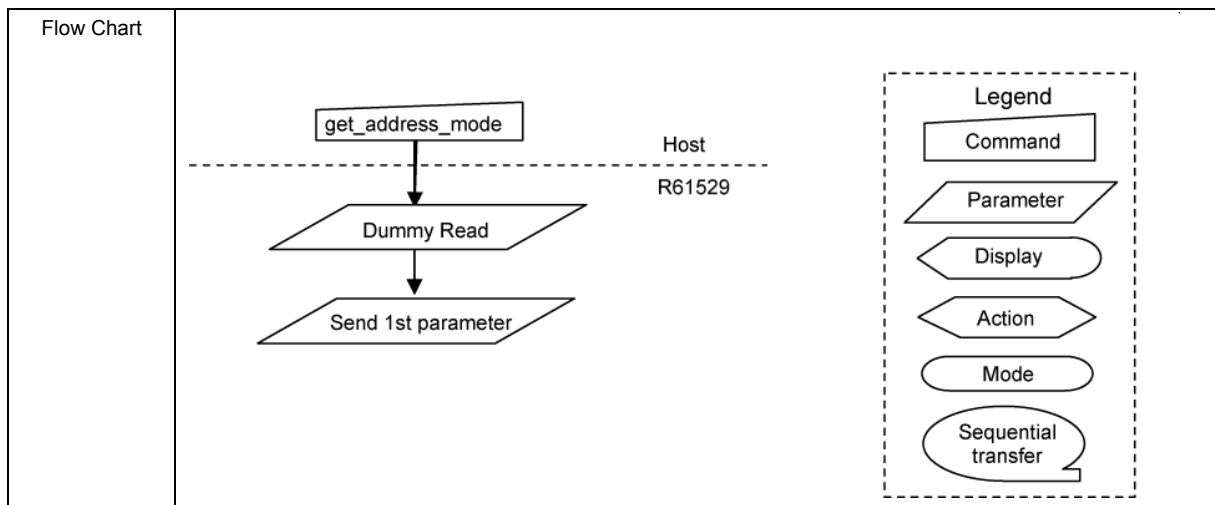 Flow Chart
get_address_mode
Host
R61529
Dummy Read
Send 1st parameter
Legend
Command
Parameter
Display
Action
Mode
Sequential
transfer